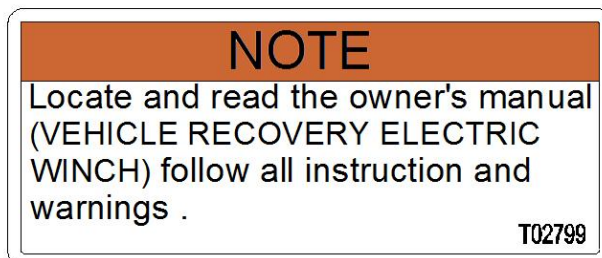 NOTE
Locate and read the owner's manual
(VEHICLE RECOVERY ELECTRIC
WINCH) follow all instruction and
warnings .
T02799